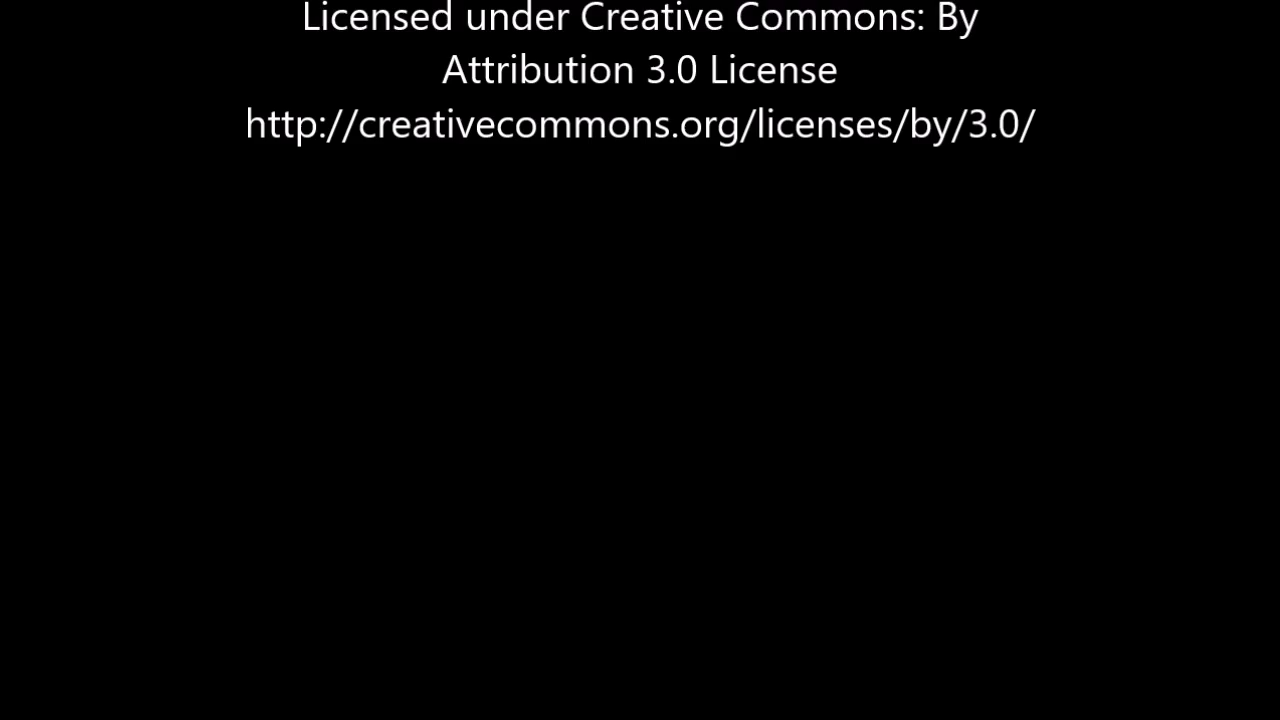 Licensed under Creative Commons: By
Attribution 3.0 License
http://creativecommons.org/licenses/by/3.0/